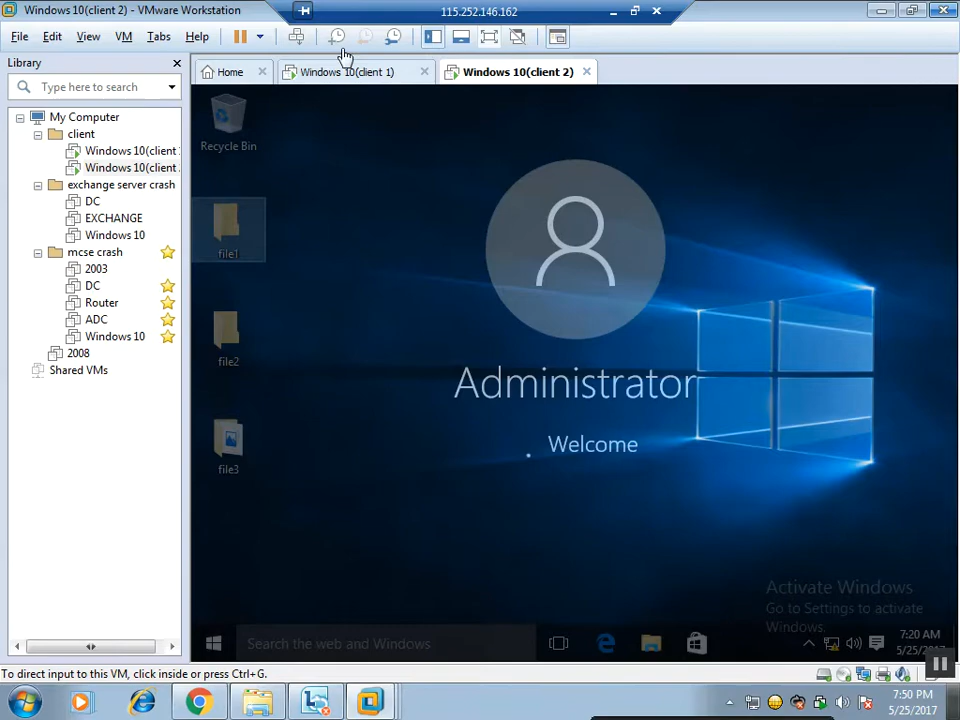 Windows 10(client 2) - VMware Workstation
115.252.146.162
File Edit View VM Tabs Help
Library
Home
Windows 10(client 1)
Windows 10(client 2)
Type here to search
My Computer
client
Windows 10(client
Windows 10(client
exchange server crash
DC
EXCHANGE
Windows 10
mcse crash
2003
DC
Router
ADC
Windows 10
2008
Shared VMs
Recycle Bin
file1
file2
file3
Administrator
Welcome
Activate Windows
Go to Settings to activate
Windows.
Search the web and Windows
7:20 AM
To direct input to this VM, click inside or press Ctrl+G.
7:50 PM
5/25/2017